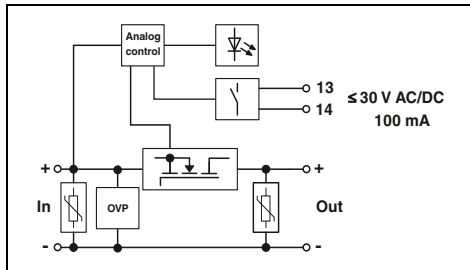 Analog
control
13
14
≤ 30 V AC/DC
100 mA
+
+
In
OVP
Out
-
-